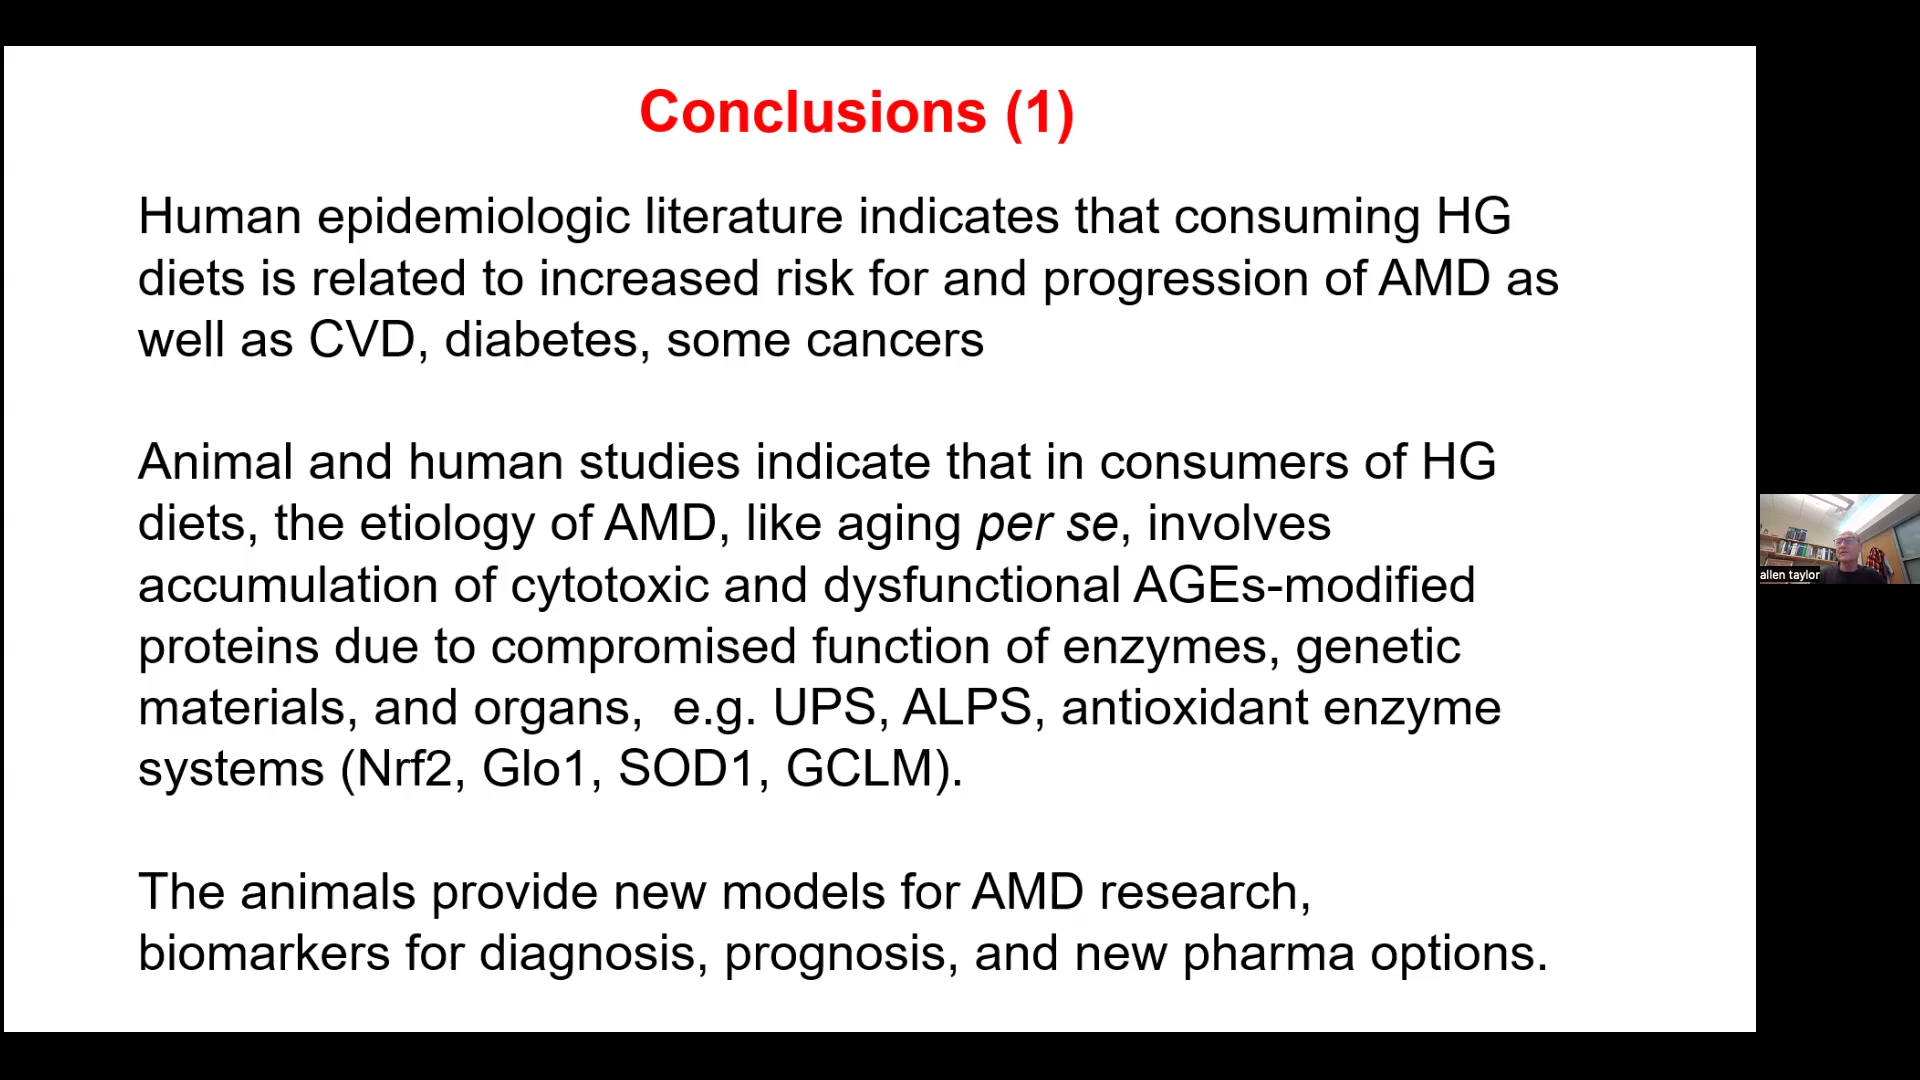 Conclusions (1)
Human epidemiologic literature indicates that consuming HG
diets is related to increased risk for and progression of AMD as
well as CVD, diabetes, some cancers
Animal and human studies indicate that in consumers of HG
diets, the etiology of AMD, like aging per se, involves
accumulation of cytotoxic and dysfunctional AGEs-modified
proteins due to compromised function of enzymes, genetic
materials, and organs,  e.g. UPS, ALPS, antioxidant enzyme
systems (Nrf2, Glo1, SOD1, GCLM).
The animals provide new models for AMD research,
biomarkers for diagnosis, prognosis, and new pharma options.
allen taylor